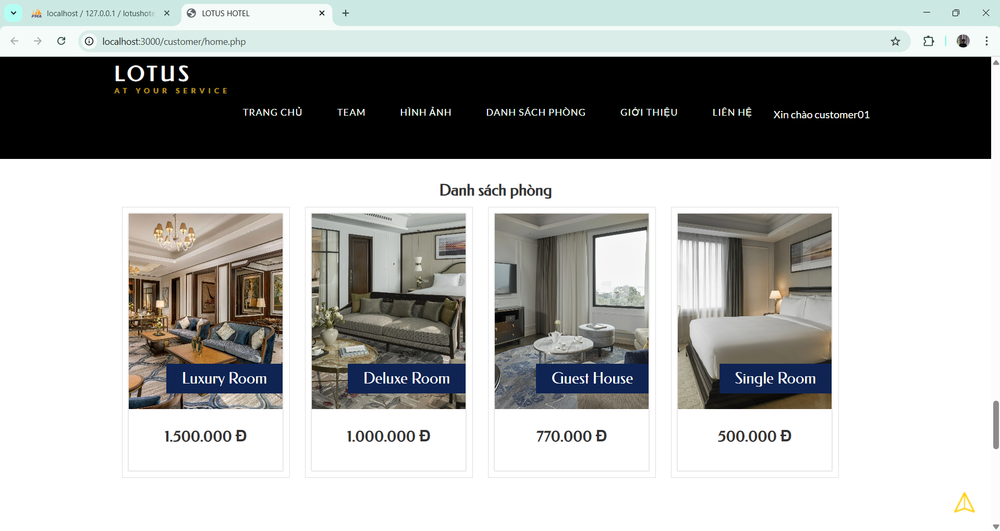 localhost / 127.0.0.1 / lotushote
LOTUS HOTEL
localhost:3000/customer/home.php
LOTUS
AT YOUR SERVICE
TRANG CHỦ
TEAM
HÌNH ẢNH
DANH SÁCH PHÒNG
GIỚI THIỆU
LIÊN HỆ
Xin chào customer01
Danh sách phòng
Luxury Room
Deluxe Room
Guest House
Single Room
1.500.000 Đ
1.000.000 Đ
770.000 Đ
500.000 Đ